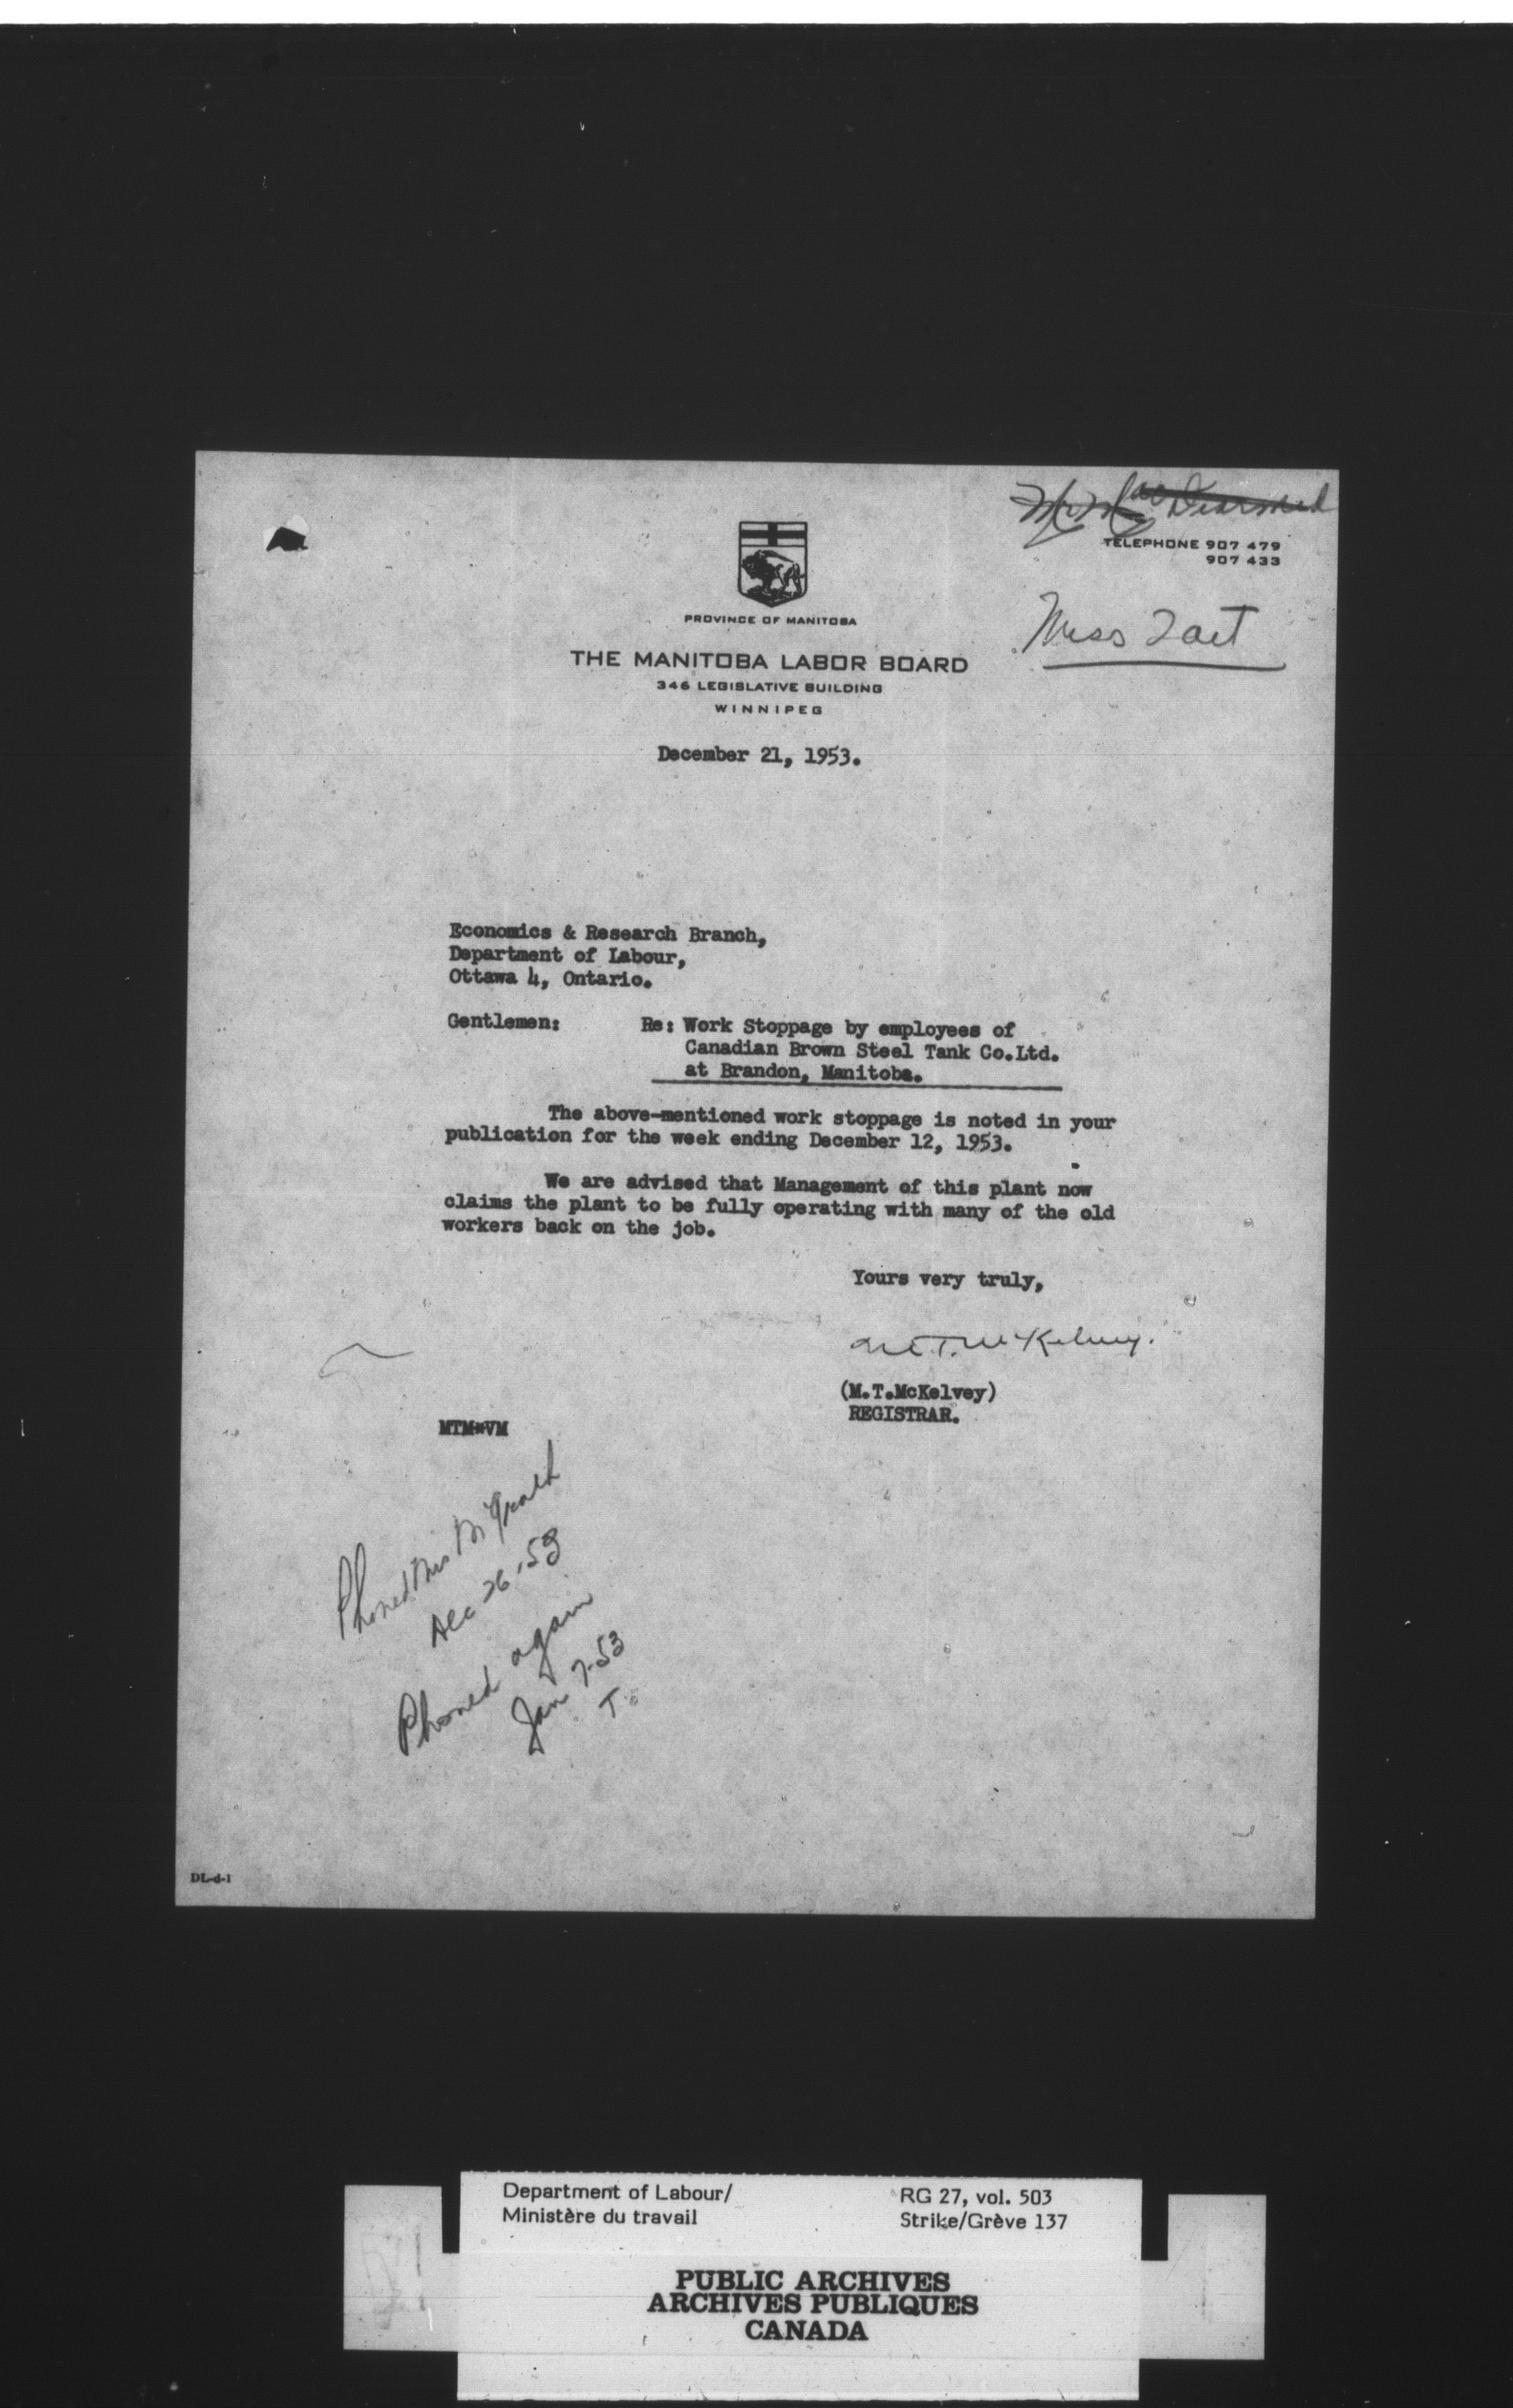 TELEPHONE 907 479
907 433
PROVINCE OF MANITOBA
Miss Tait
THE MANITOBA LABOR BOARD
346 LEGISLATIVE BUILDING
WINNIPEG
December 21, 1953.
Economics & Research Branch,
Department of Labour,
Ottawa 4, Ontario.
Gentlemen: Re: Work Stoppage by employees of
Canadian Brown Steel Tank Co.Ltd.
at Brandon, Manitoba.
The above-mentioned work stoppage is noted in your
publication for the week ending December 12, 1953.
We are advised that Management of this plant now
claims the plant to be fully operating with many of the old
workers back on the job.
Yours very truly,
M.T. McKelvey.
(M.T.McKelvey)
REGISTRAR.
MTM*VM
Phoned McGrath
Dec 26-53
Phoned again
Jan 7-53
T.
DL-d-1
Department of Labour/
Ministère du travail
RG 27, vol. 503
Strike/Grève 137
PUBLIC ARCHIVES
ARCHIVES PUBLIQUES
CANADA